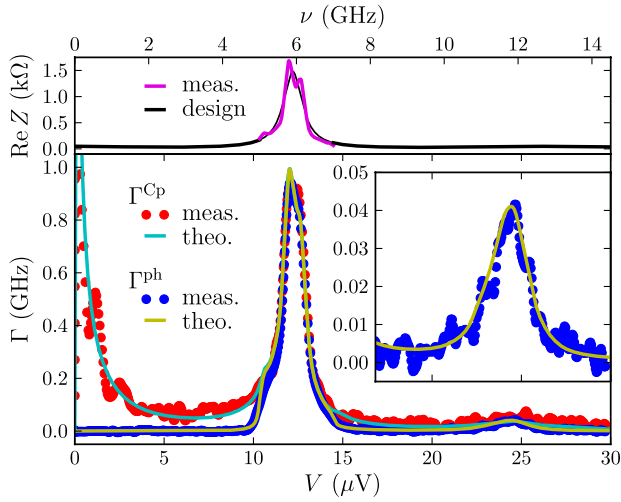 ν (GHz)
0 2 4 6 8 10 12 14
Re Z (kΩ)
1.5
1.0
0.5
0.0
meas.
design
Γ (GHz)
1.0
0.8
0.6
0.4
0.2
0.0
Γ^Cp
meas.
theo.
Γ^ph
meas.
theo.
0.05
0.04
0.03
0.02
0.01
0.00
20 25 30
0 5 10 15 20 25 30
V (μV)